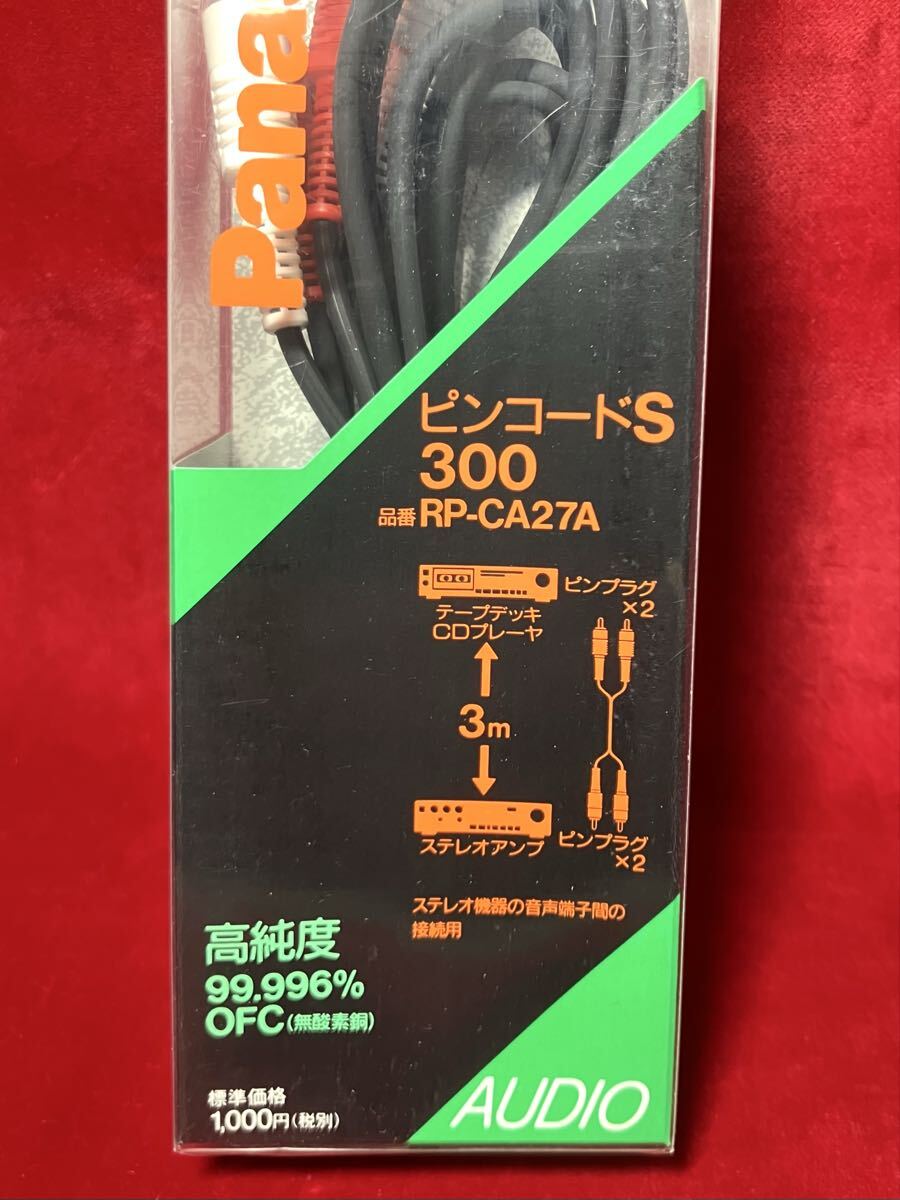 Pana
ピンコードS
300
品番 RP-CA27A
テープデッキ
CDプレーヤ
ピンプラグ
×2
3m
ステレオアンプ
ピンプラグ
×2
ステレオ機器の音声端子間の
接続用
高純度
99.996%
OFC(無酸素銅)
標準価格
1,000円(税別)
AUDIO